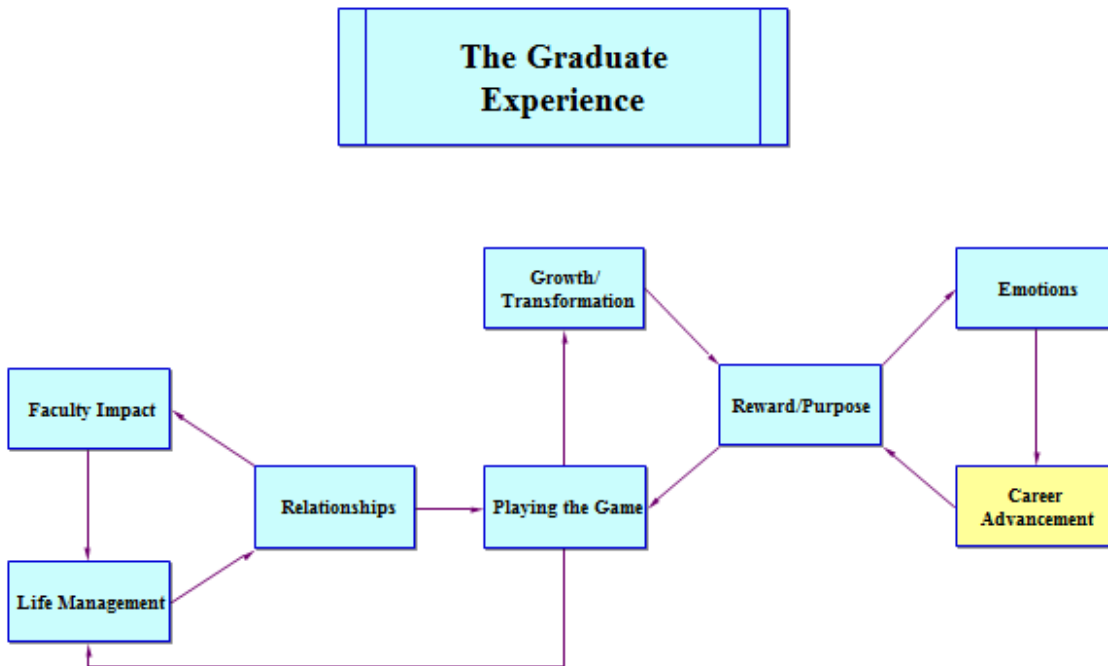 The Graduate
Experience
Growth/
Transformation
Emotions
Faculty Impact
Reward/Purpose
Relationships
Playing the Game
Career
Advancement
Life Management